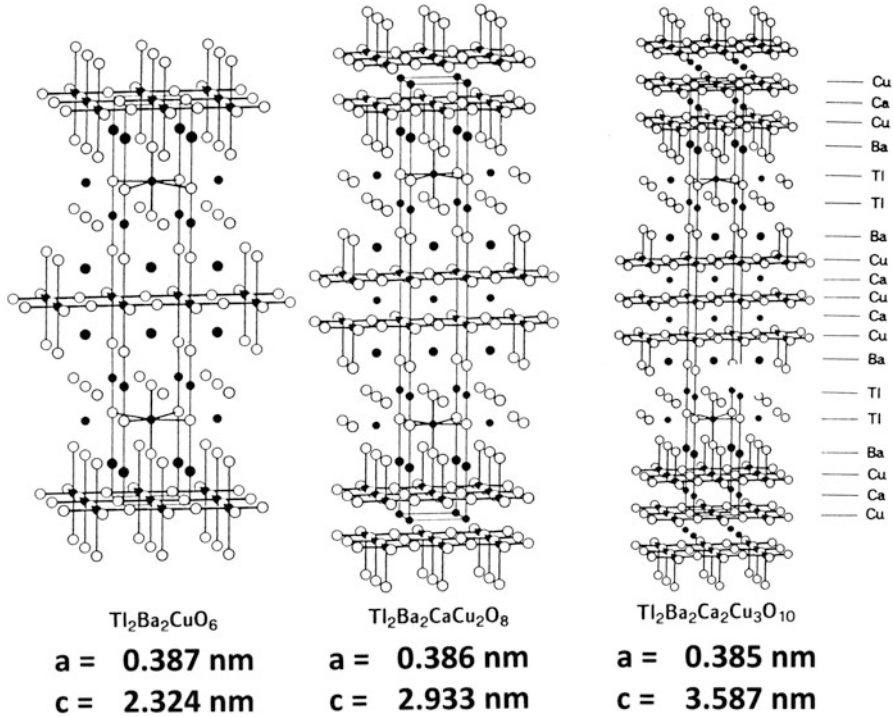 Cu
Ca
Cu
Ba
Tl
Tl
Ba
Cu
Ca
Cu
Ca
Cu
Ba
Tl
Tl
Ba
Cu
Ca
Cu
Tl₂Ba₂CuO₆
Tl₂Ba₂CaCu₂O₈
Tl₂Ba₂Ca₂Cu₃O₁₀
a = 0.387 nm
a = 0.386 nm
a = 0.385 nm
c = 2.324 nm
c = 2.933 nm
c = 3.587 nm